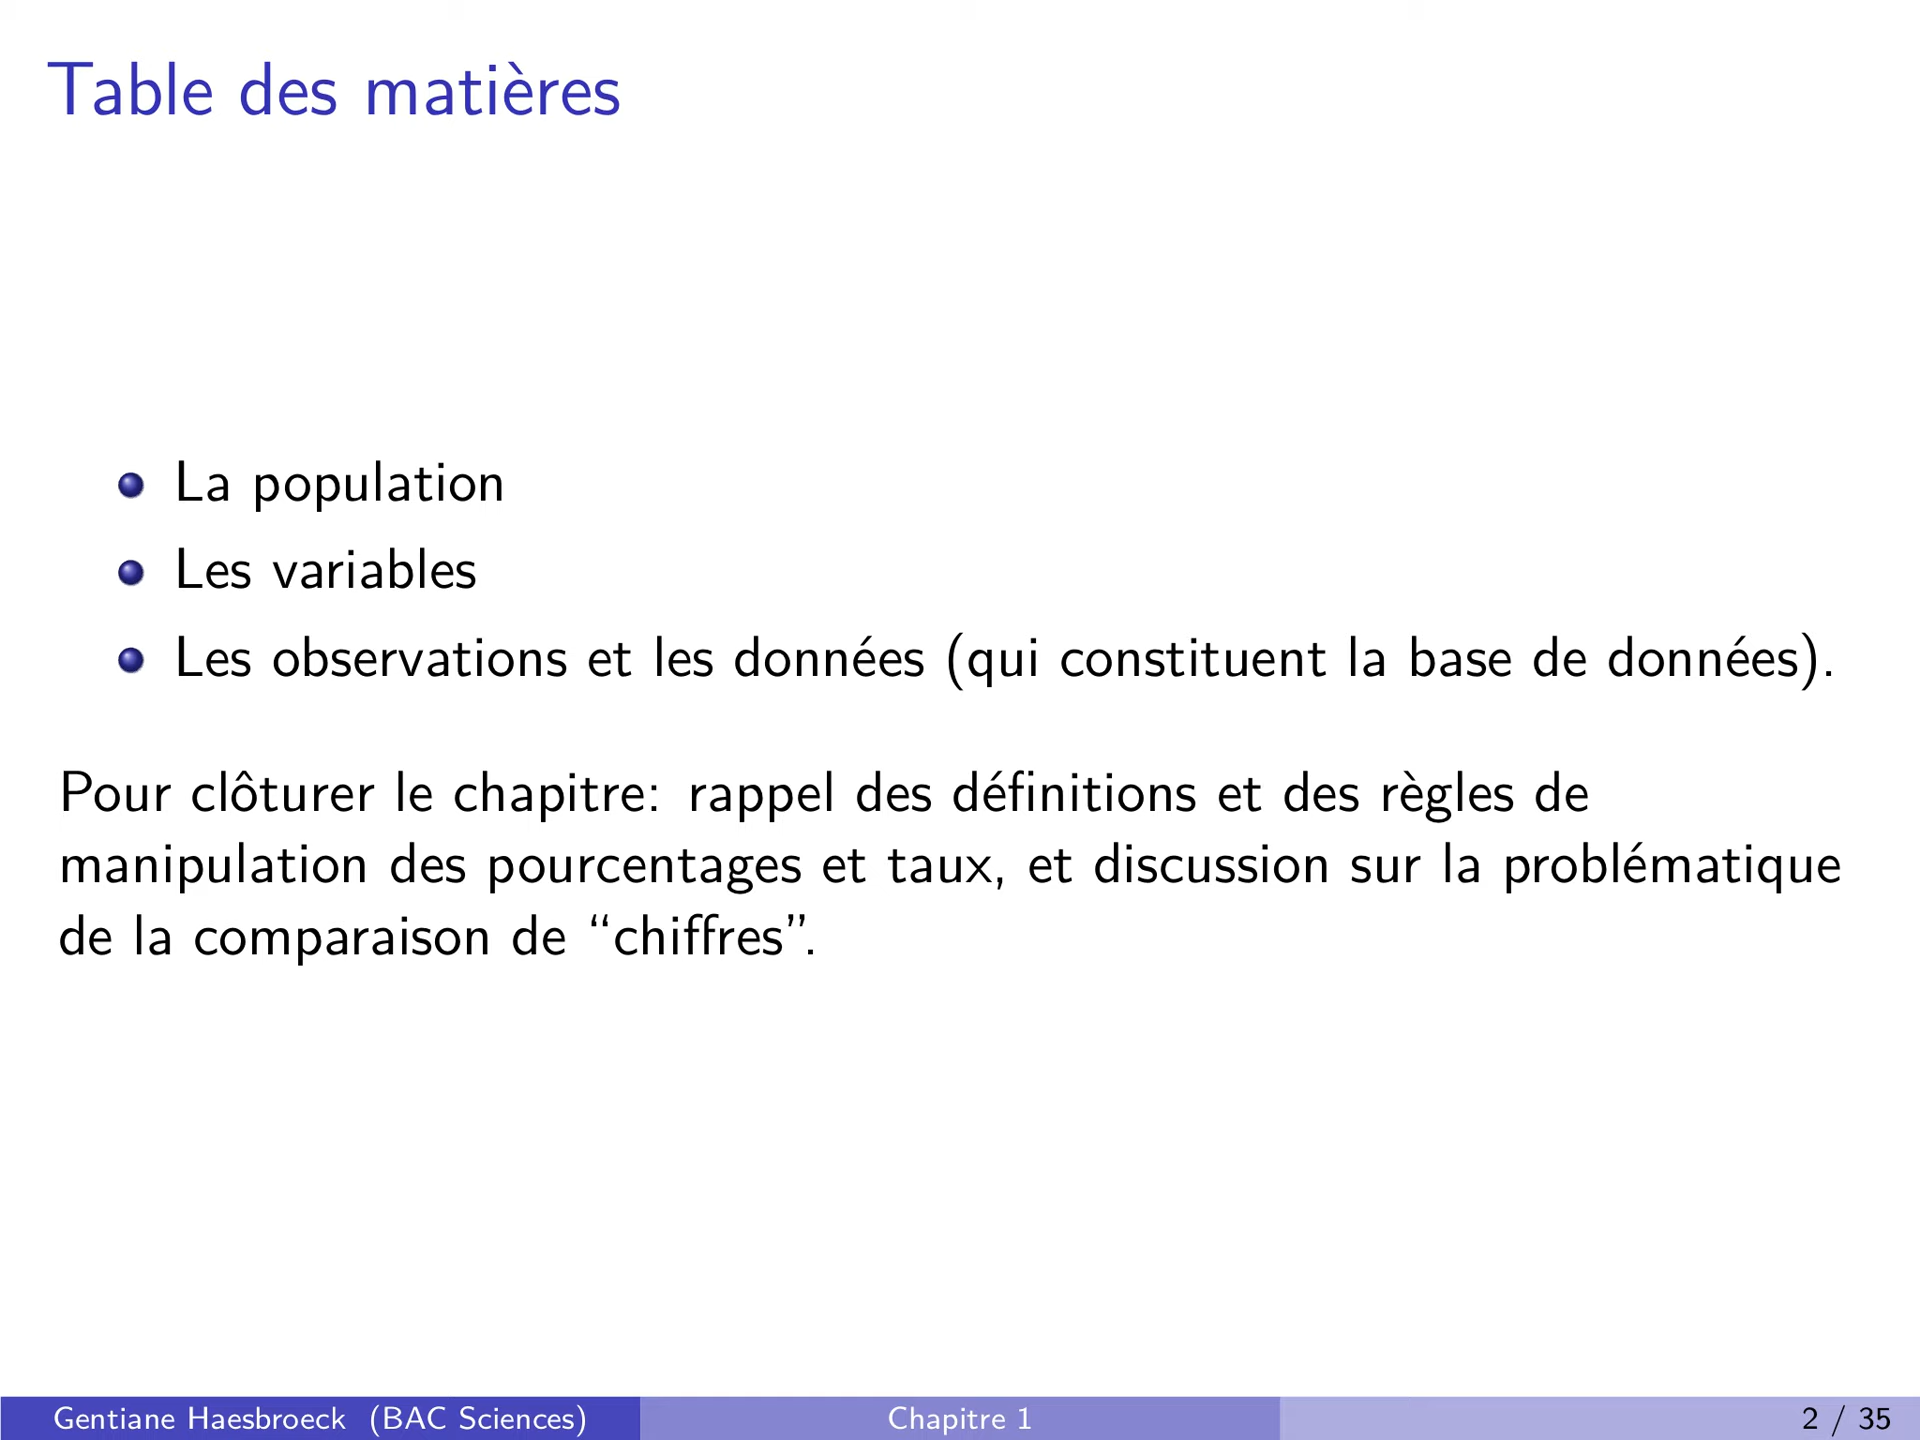 Table des matières
La population
Les variables
Les observations et les données (qui constituent la base de données).
Pour clôturer le chapitre: rappel des définitions et des règles de
manipulation des pourcentages et taux, et discussion sur la problématique
de la comparaison de “chiffres”.
Gentiane Haesbroeck (BAC Sciences) Chapitre 1 2 / 35